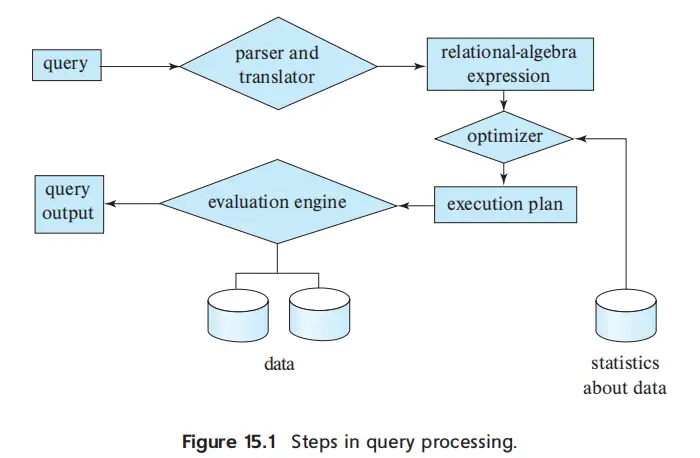 query
parser and
translator
relational-algebra
expression
optimizer
query
output
evaluation engine
execution plan
data
statistics
about data
Figure 15.1 Steps in query processing.